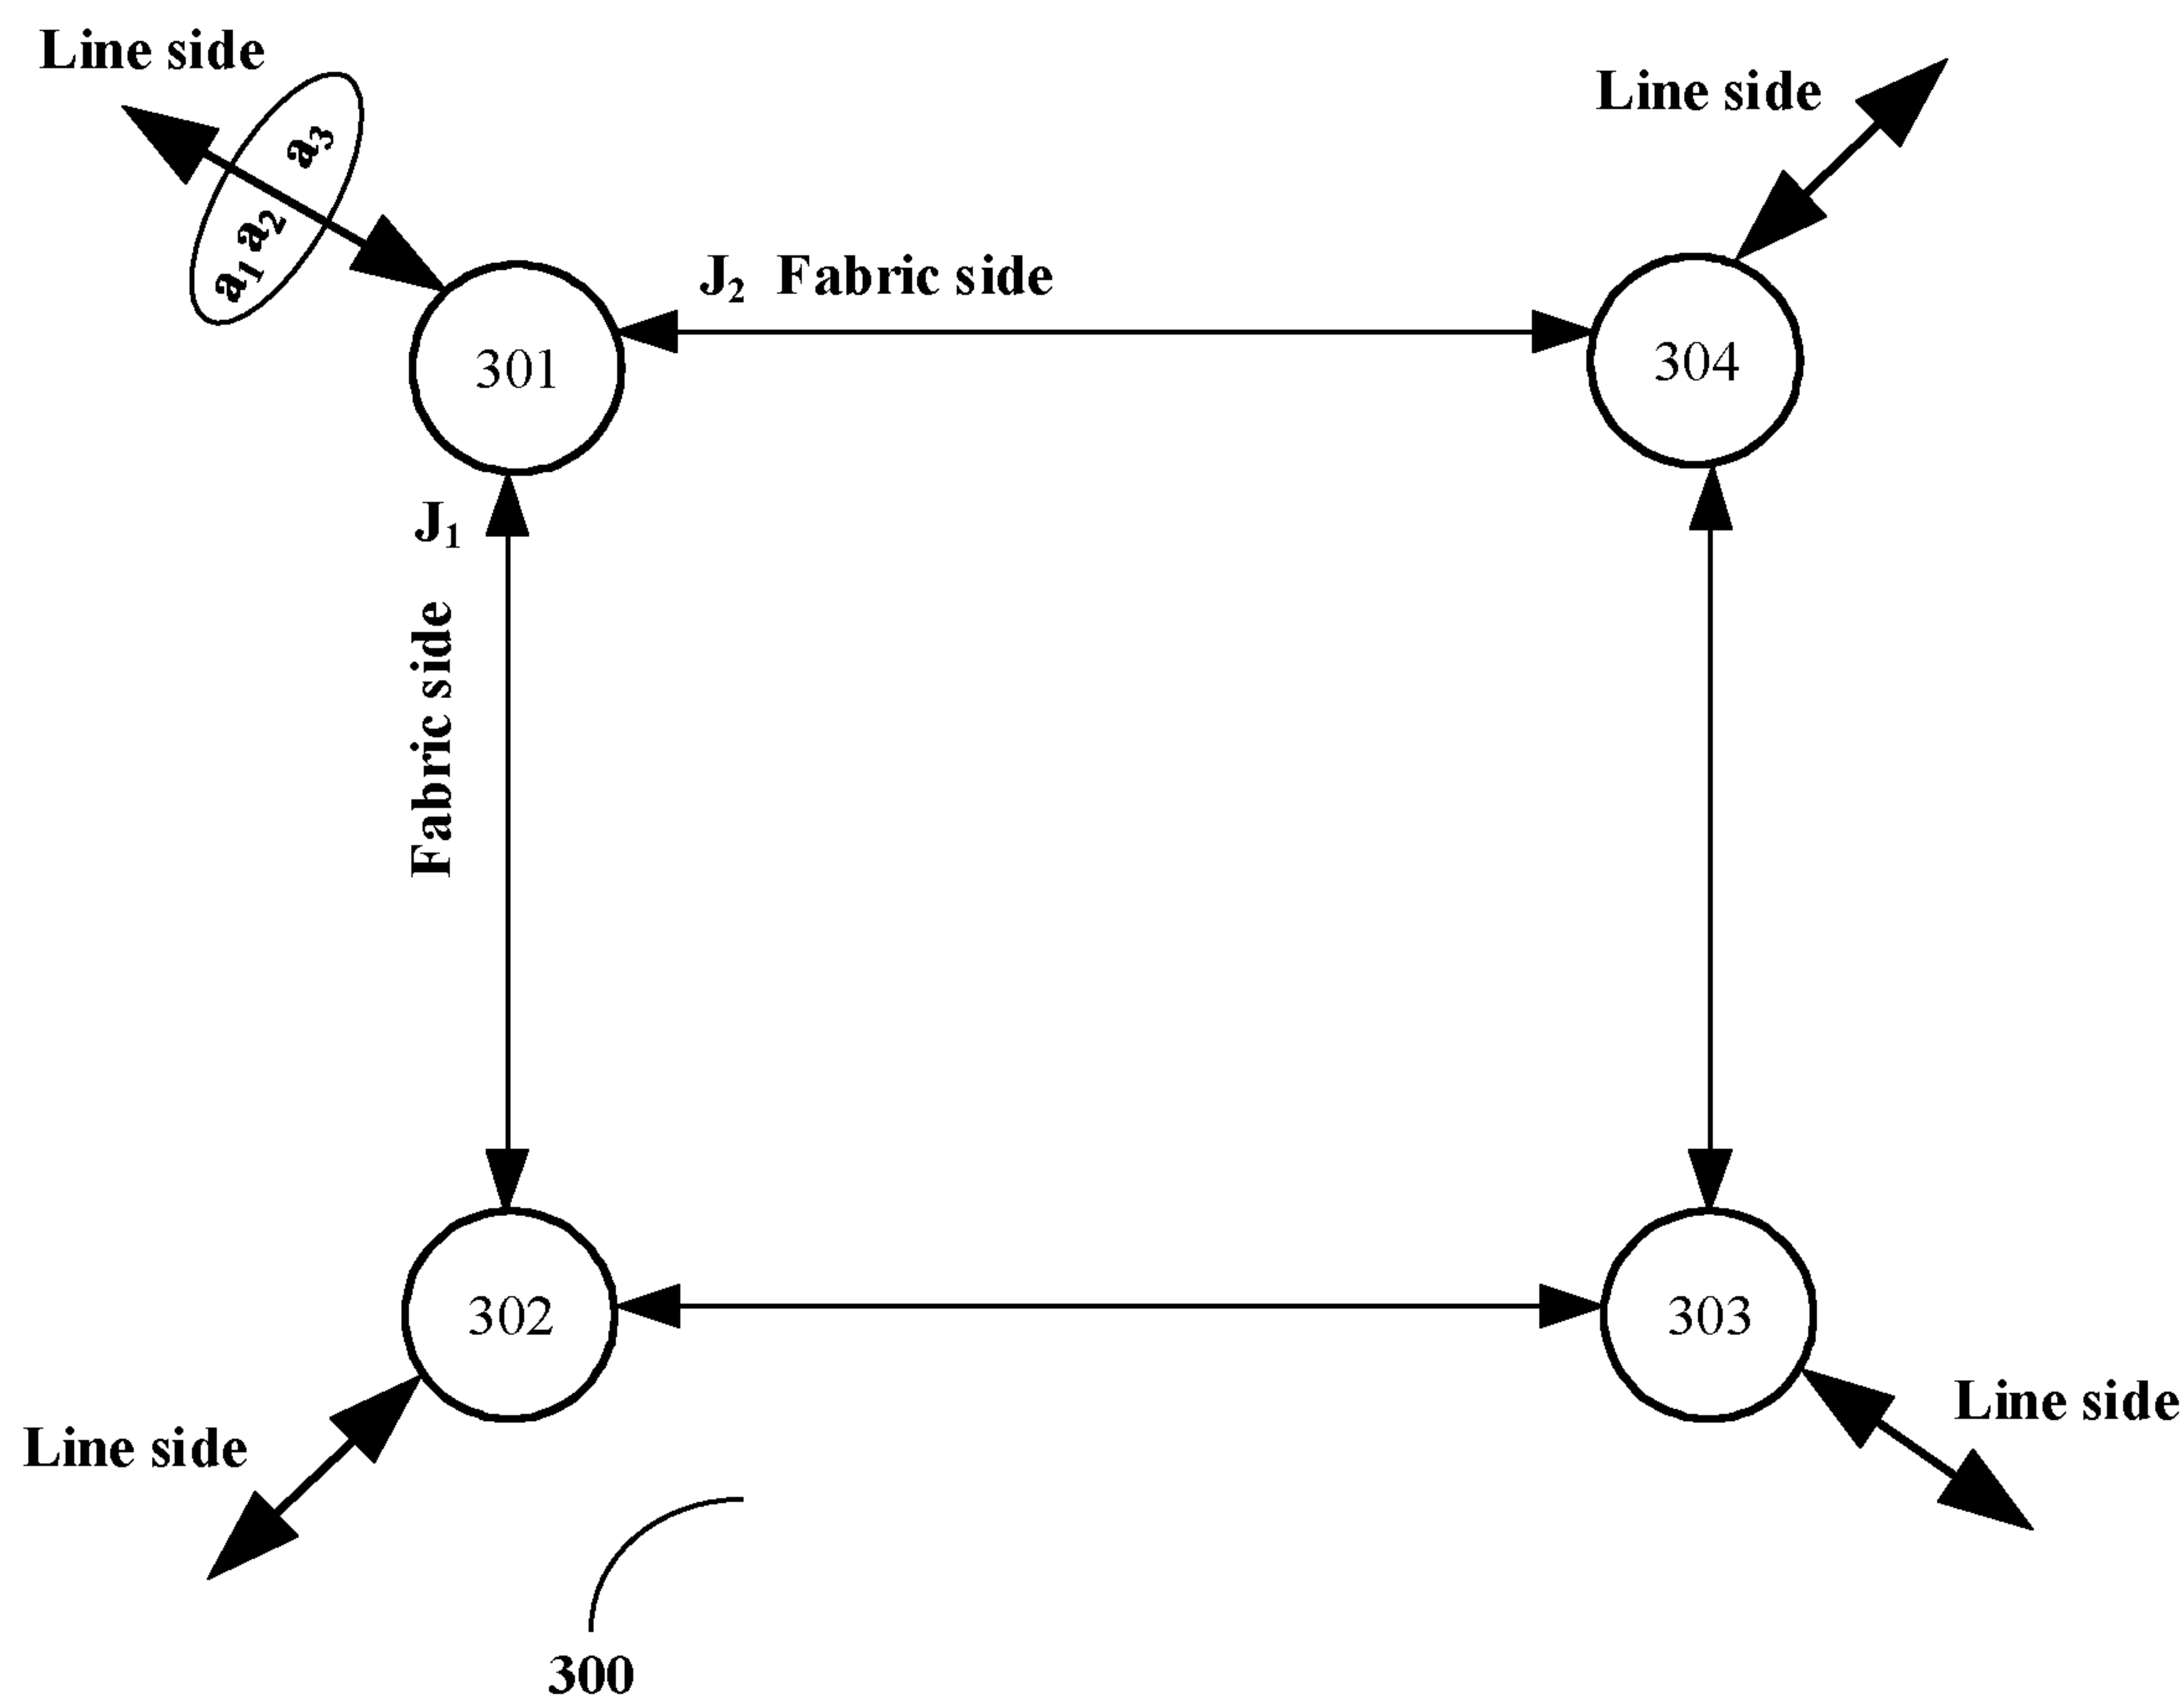 Line side
Line side
a₃
a₁ a₂
J₂ Fabric side
301
304
J₁
Fabric side
302
303
Line side
Line side
300